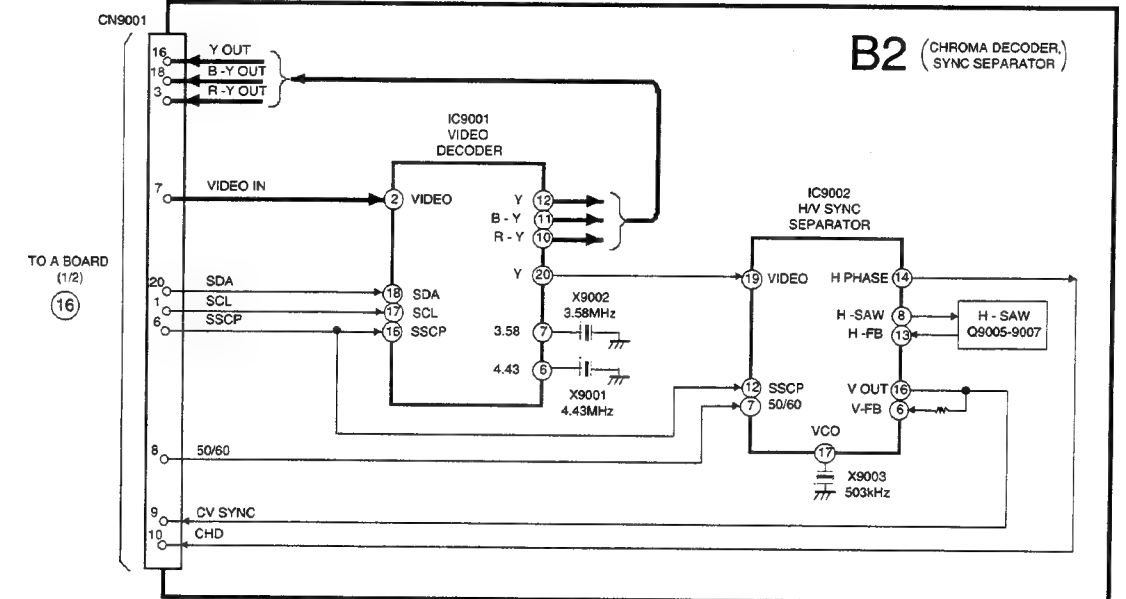 CN9001
B2 (CHROMA DECODER,
SYNC SEPARATOR)
16 Y OUT
18 B-Y OUT
3 R-Y OUT
IC9001
VIDEO
DECODER
7 VIDEO IN
2 VIDEO
Y 12
B - Y 11
R - Y 10
Y 20
IC9002
H/V SYNC
SEPARATOR
TO A BOARD
(1/2)
16
20 SDA
1 SCL
6 SSCP
18 SDA
17 SCL
16 SSCP
X9002
3.58MHz
3.58 7
4.43 6
X9001
4.43MHz
19 VIDEO
H PHASE 14
H -SAW 8
H -FB 13
H - SAW
Q9005-9007
12 SSCP
7 50/60
V OUT 16
V-FB 6
VCO
17
X9003
503kHz
8 50/60
9 CV SYNC
10 CHD